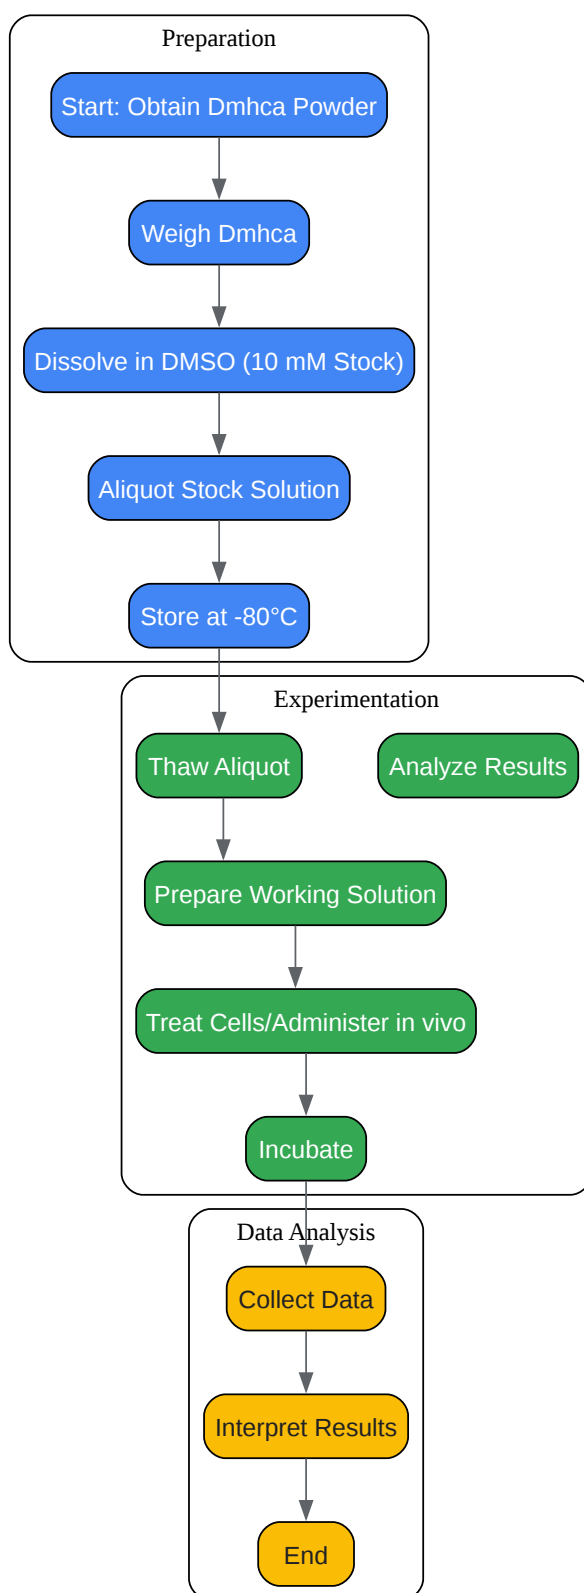 Preparation
Start: Obtain Dmhca Powder
Weigh Dmhca
Dissolve in DMSO (10 mM Stock)
Aliquot Stock Solution
Store at -80°C
Experimentation
Thaw Aliquot
Analyze Results
Prepare Working Solution
Treat Cells/Administer in vivo
Incubate
Data Analysis
Collect Data
Interpret Results
End